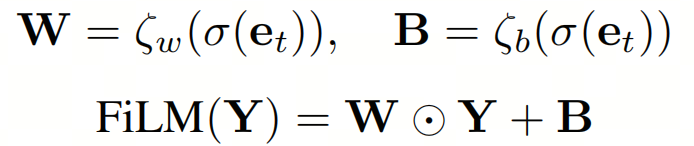 W = ζ_w(σ(e_t)), B = ζ_b(σ(e_t))
FiLM(Y) = W ⊙ Y + B